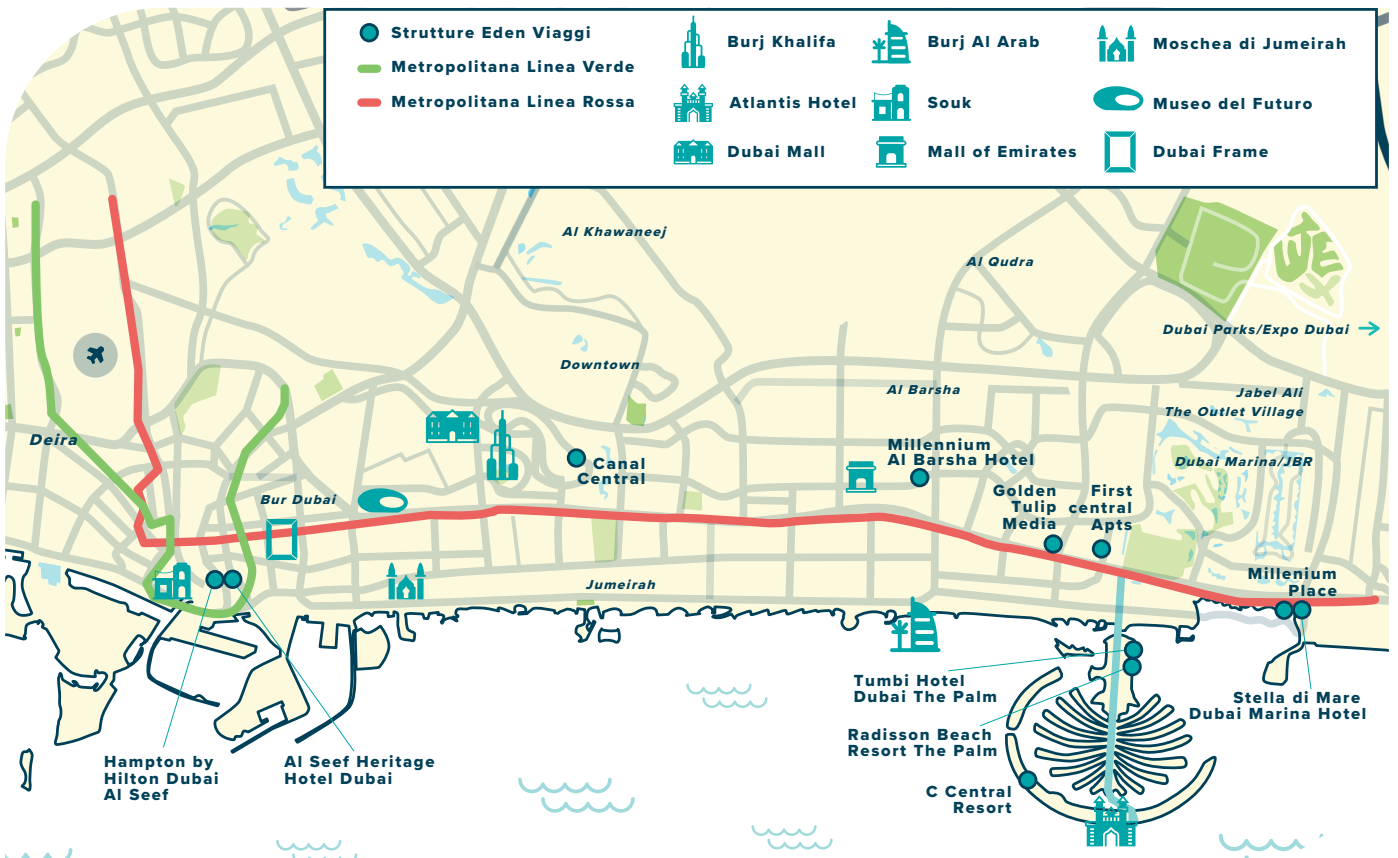 Strutture Eden Viaggi
Metropolitana Linea Verde
Metropolitana Linea Rossa
Burj Khalifa
Atlantis Hotel
Dubai Mall
Burj Al Arab
Souk
Mall of Emirates
Moschea di Jumeirah
Museo del Futuro
Dubai Frame
Al Khawaneej
Al Qudra
Dubai Parks/Expo Dubai
Downtown
Al Barsha
Jabel Ali
The Outlet Village
Deira
Millennium
Al Barsha Hotel
Dubai Marina/JBR
Canal
Central
Bur Dubai
Golden
Tulip
Media
First
central
Apts
Jumeirah
Millenium
Place
Tumbi Hotel
Dubai The Palm
Stella di Mare
Dubai Marina Hotel
Radisson Beach
Resort The Palm
Hampton by
Hilton Dubai
Al Seef
Al Seef Heritage
Hotel Dubai
C Central
Resort